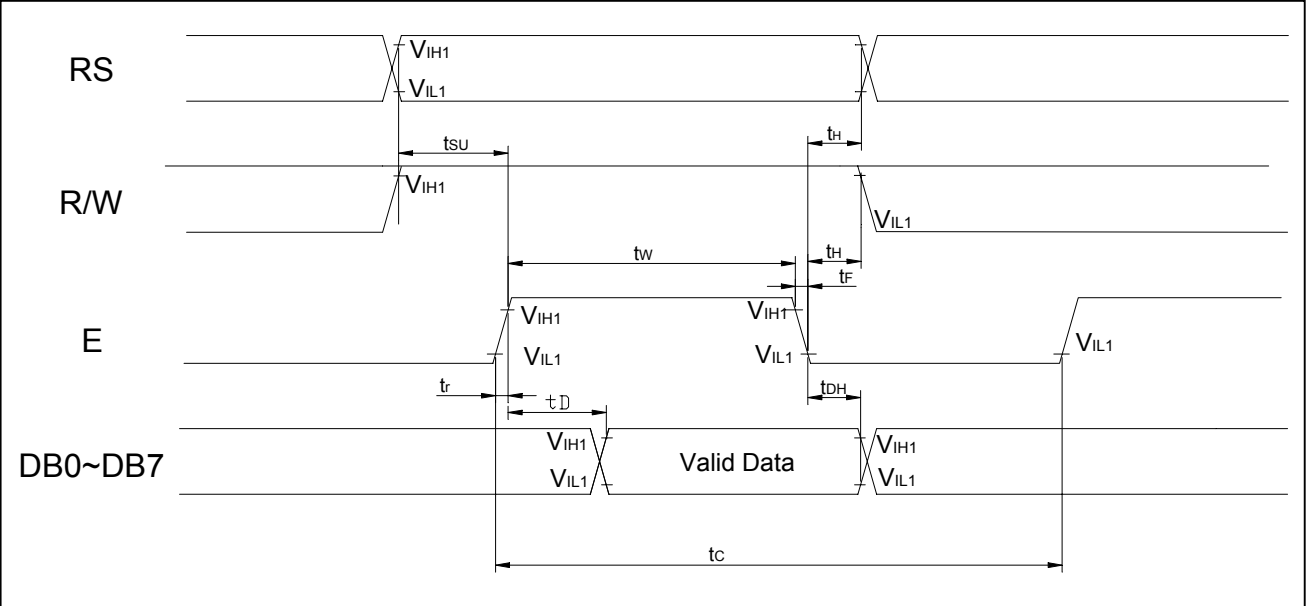 RS
VIH1
VIL1
tSU
tH
R/W
VIH1
VIL1
tW
tH
tF
E
VIH1
VIL1
VIH1
VIL1
VIL1
tr
tD
tDH
DB0~DB7
VIH1
VIL1
Valid Data
VIH1
VIL1
tC